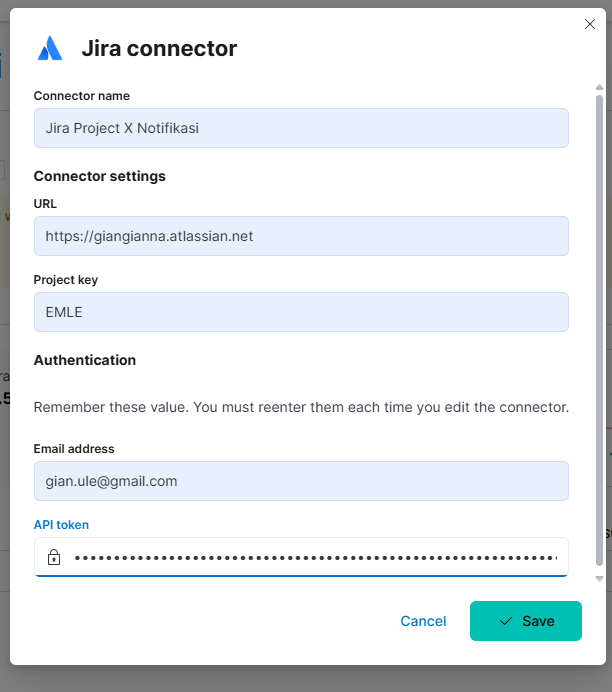 Jira connector
Connector name
Jira Project X Notifikasi
Connector settings
URL
https://giangianna.atlassian.net
Project key
EMLE
Authentication
Remember these value. You must reenter them each time you edit the connector.
Email address
gian.ule@gmail.com
API token
Cancel
Save